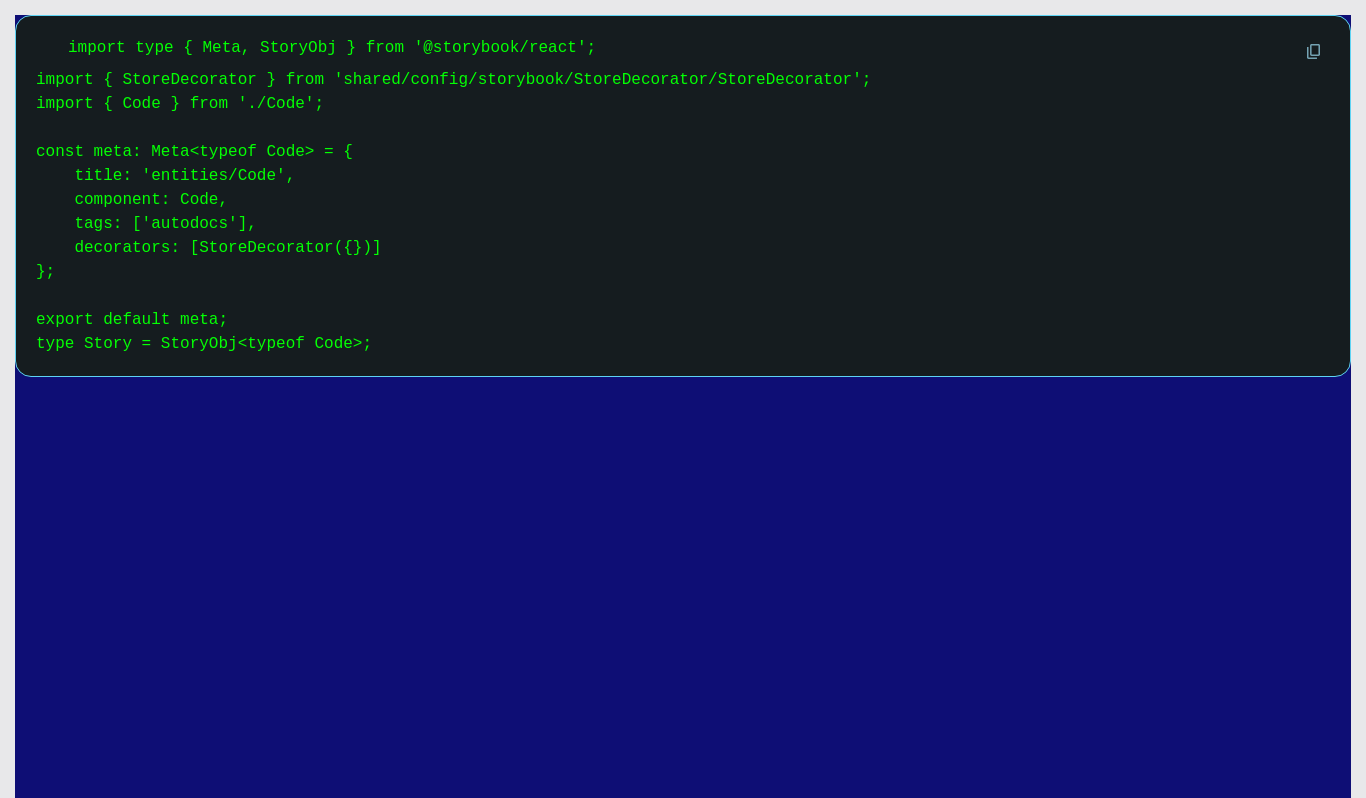 import type { Meta, StoryObj } from '@storybook/react';
import { StoreDecorator } from 'shared/config/storybook/StoreDecorator/StoreDecorator';
import { Code } from './Code';

const meta: Meta<typeof Code> = {
    title: 'entities/Code',
    component: Code,
    tags: ['autodocs'],
    decorators: [StoreDecorator({})]
};

export default meta;
type Story = StoryObj<typeof Code>;